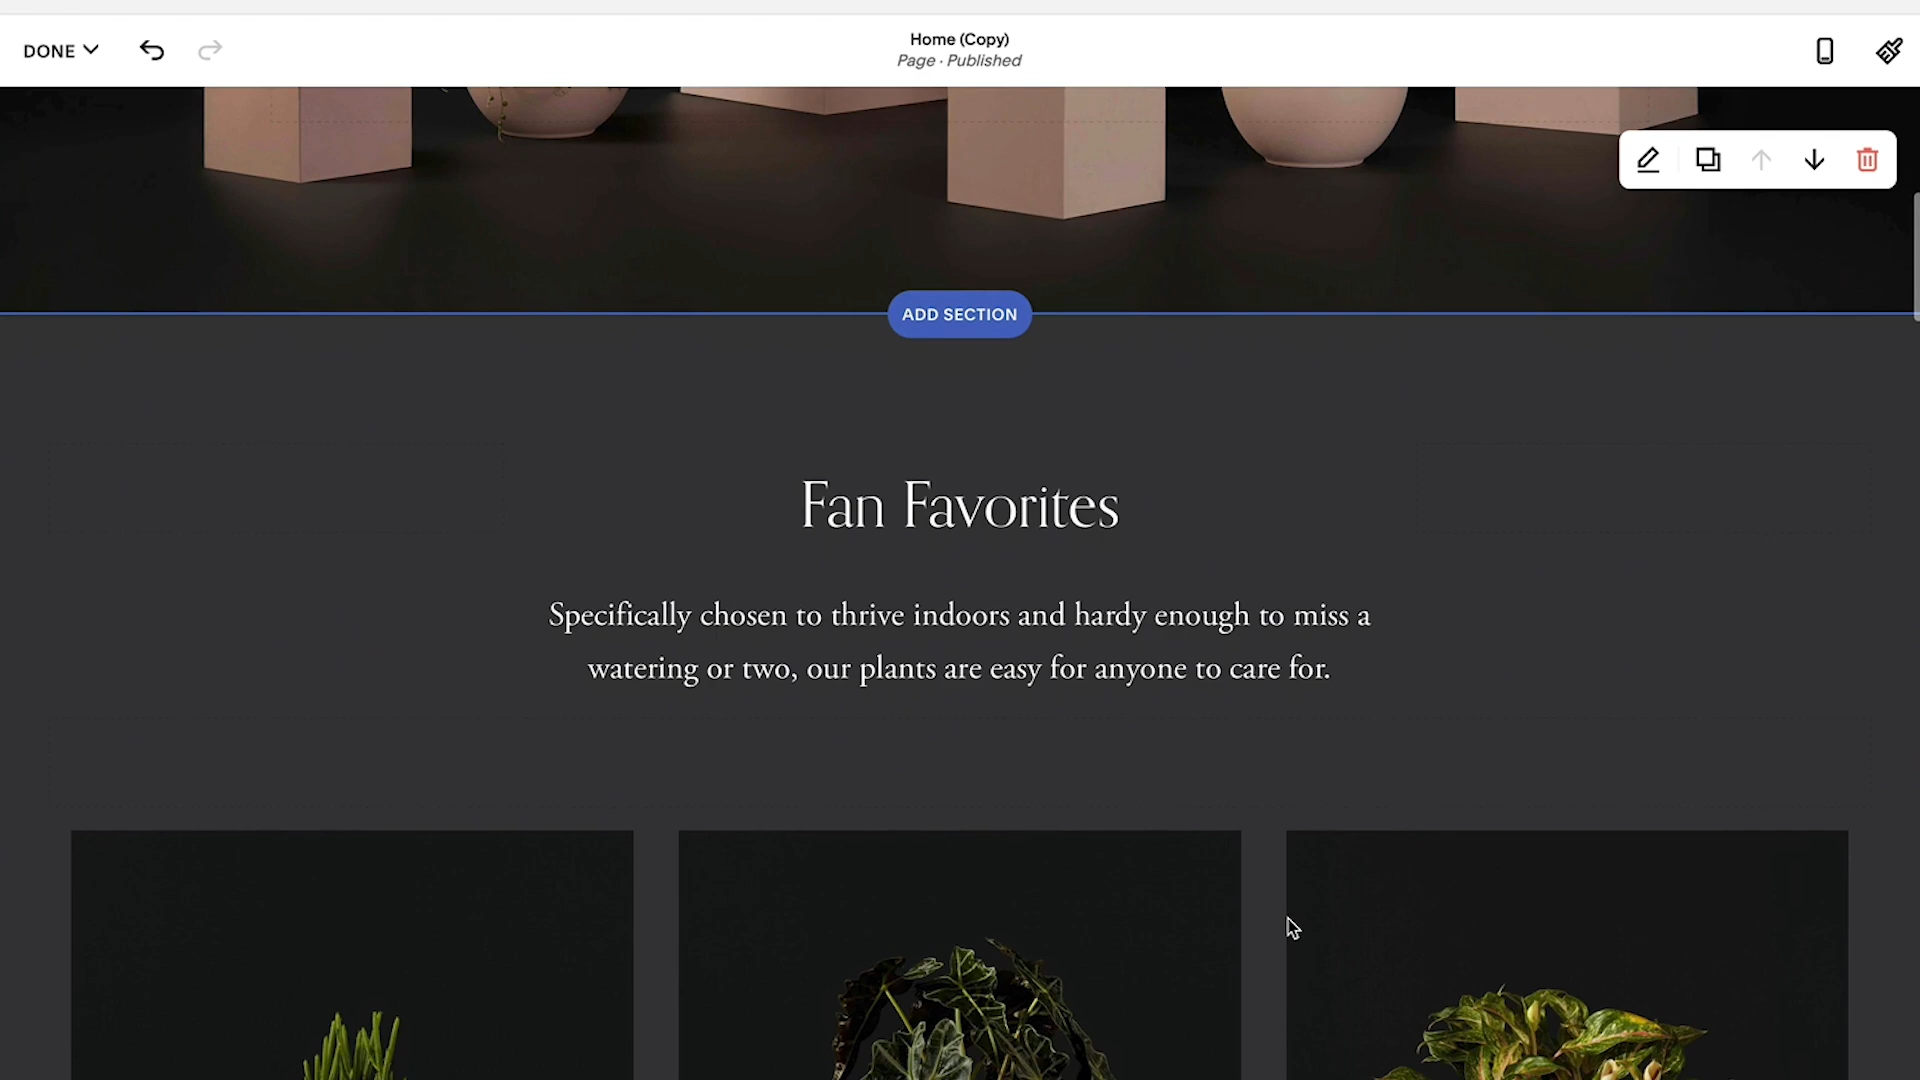 DONE
Home (Copy)
Page · Published
ADD SECTION
Fan Favorites
Specifically chosen to thrive indoors and hardy enough to miss a
watering or two, our plants are easy for anyone to care for.